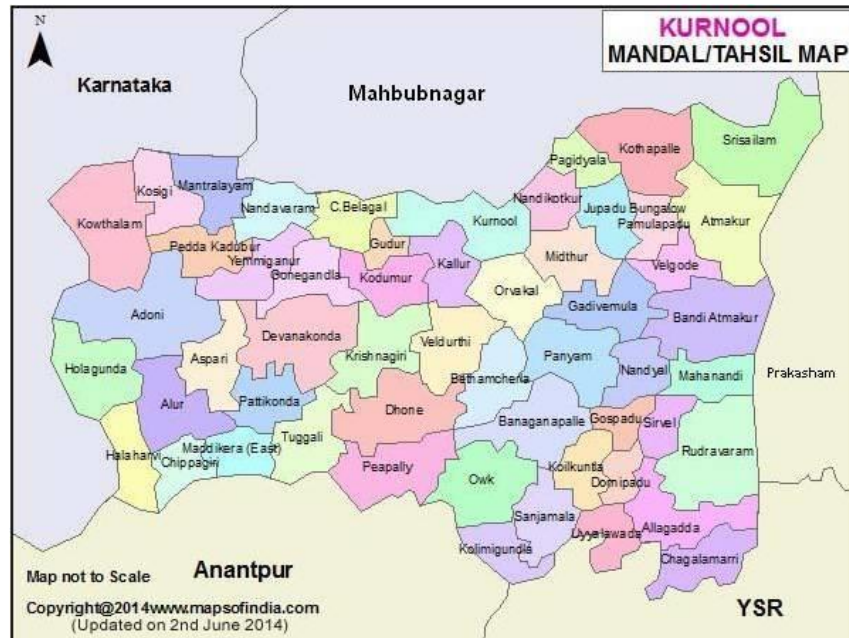 N
KURNOOL
MANDAL/TAHSIL MAP
Karnataka
Mahbubnagar
Srisailam
Kothapalle
Pagidyala
Mantralayam
Kosigi
Nandikotkur
Jupadu Bungalow
Nandavaram
C.Belagal
Kurnool
Pamulapadu
Atmakur
Kowthalam
Pedda Kadubur
Gudur
Yemmiganur
Gonegandla
Kallur
Midthur
Velgode
Kodumur
Orvakal
Gadivemula
Adoni
Bandi Atmakur
Devanakonda
Veldurthi
Krishnagiri
Aspari
Panyam
Holagunda
Bethamcherla
Nandyal
Mahanandi
Prakasham
Alur
Pattikonda
Dhone
Banaganapalle
Gospadu
Sirvel
Tuggali
Maddikera (East)
Rudravaram
Halaharvi
Chippagiri
Peapally
Koilkuntla
Owk
Dornipadu
Sanjamala
Allagadda
Uyyalawada
Kolimigundla
Chagalamarri
Anantpur
Map not to Scale
Copyright@2014www.mapsofindia.com
(Updated on 2nd June 2014)
YSR